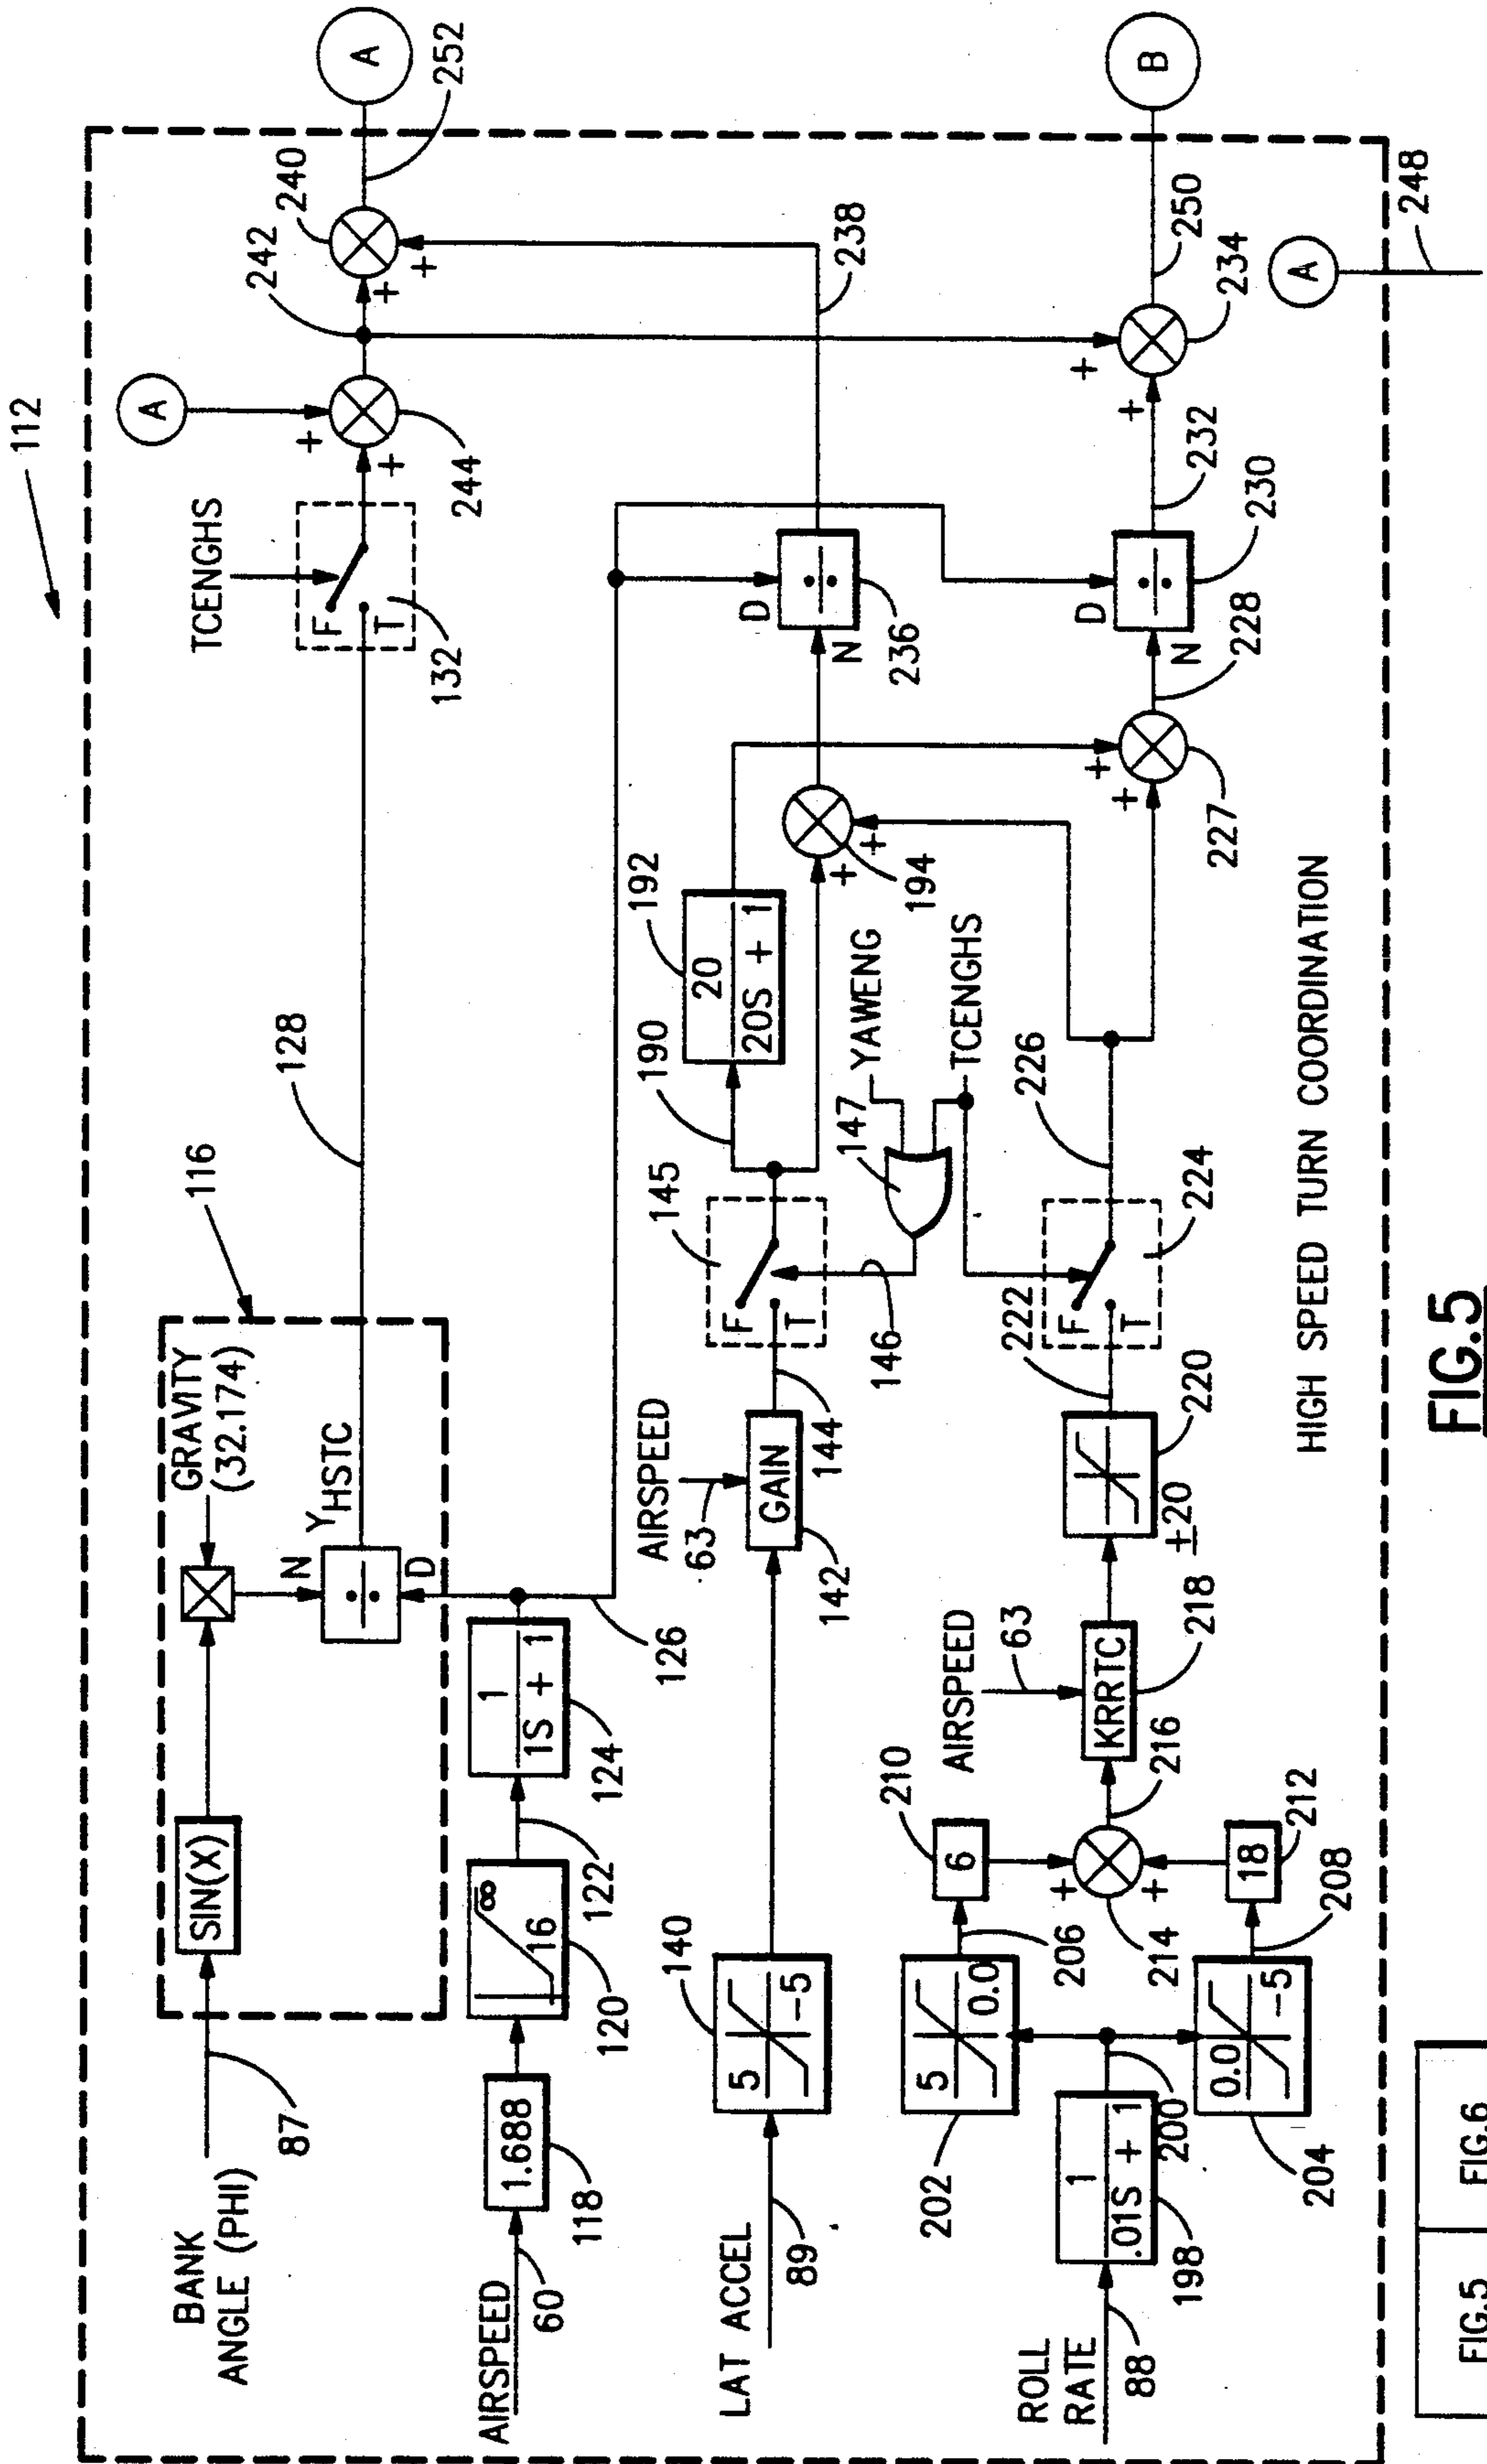 112
TCENGHS
A
242
240
A
252
F
T
132
+
+
244
+
+
128
116
BANK
ANGLE (PHI)
87
SIN(X)
GRAVITY
(32.174)
N
D
÷
YHSTC
AIRSPEED
60
1.688
118
16
∞
120
122
1
1S + 1
124
126
LAT ACCEL
89
5
-5
140
AIRSPEED
63
GAIN
142
144
145
F
T
146
147
YAWENG
TCENGHS
190
20
20S + 1
192
+
+
194
D
N
÷
236
238
ROLL
RATE
88
1
.01S + 1
198
200
5
0.0
202
0.0
-5
204
206
208
6
210
18
212
+
+
214
216
AIRSPEED
63
KRRTC
218
±20
220
222
F
T
224
226
+
+
227
228
D
N
÷
230
232
+
+
234
250
B
A
248
HIGH SPEED TURN COORDINATION
FIG.5
FIG.5
FIG.6